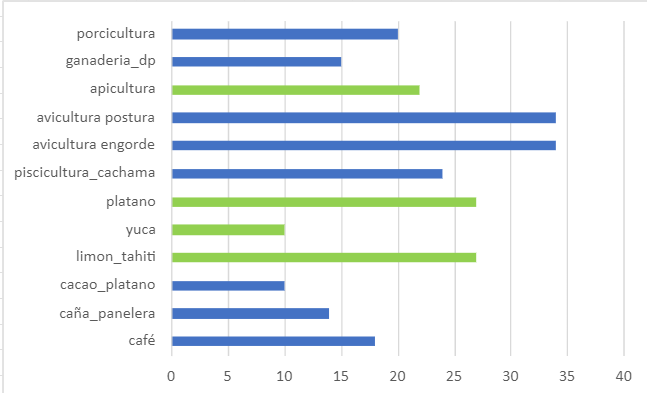 porcicultura
ganaderia_dp
apicultura
avicultura postura
avicultura engorde
piscicultura_cachama
platano
yuca
limon_tahiti
cacao_platano
caña_panelera
café
0 5 10 15 20 25 30 35 40